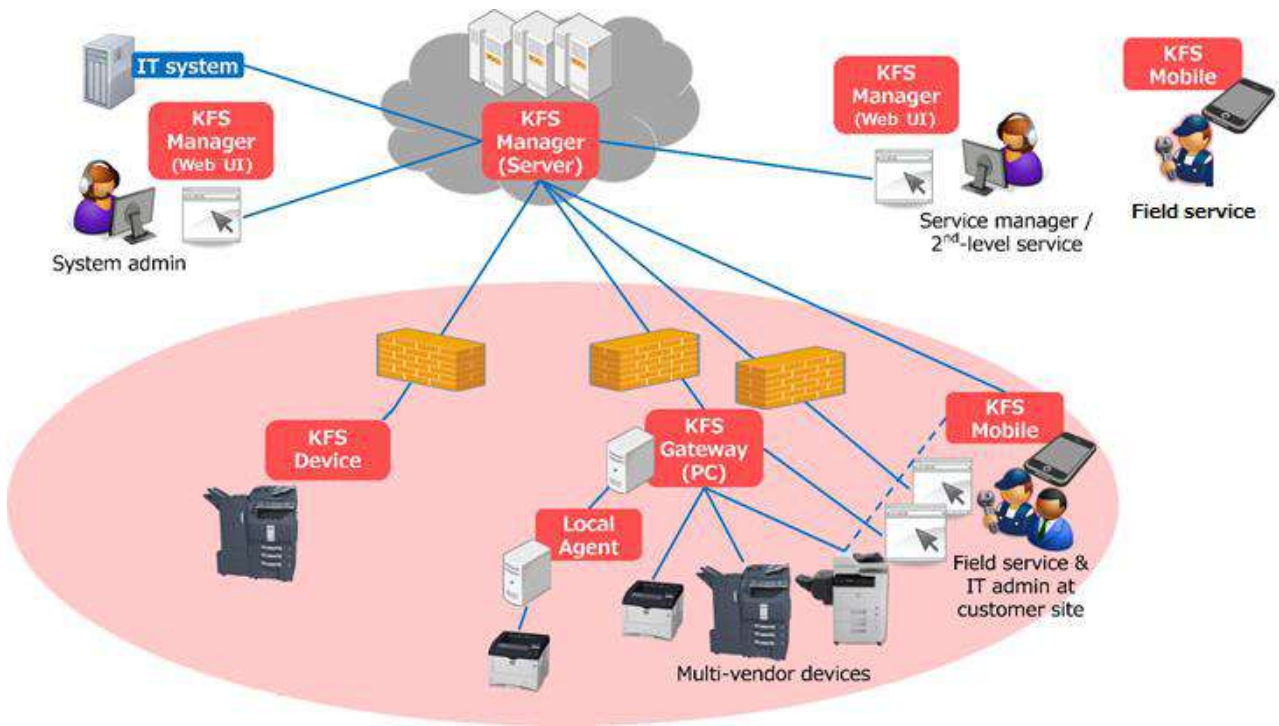 IT system
KFS
Manager
(Web UI)
System admin
KFS
Manager
(Server)
KFS
Manager
(Web UI)
Service manager /
2nd-level service
KFS
Mobile
Field service
KFS
Device
KFS
Gateway
(PC)
Local
Agent
Multi-vendor devices
KFS
Mobile
Field service &
IT admin at
customer site